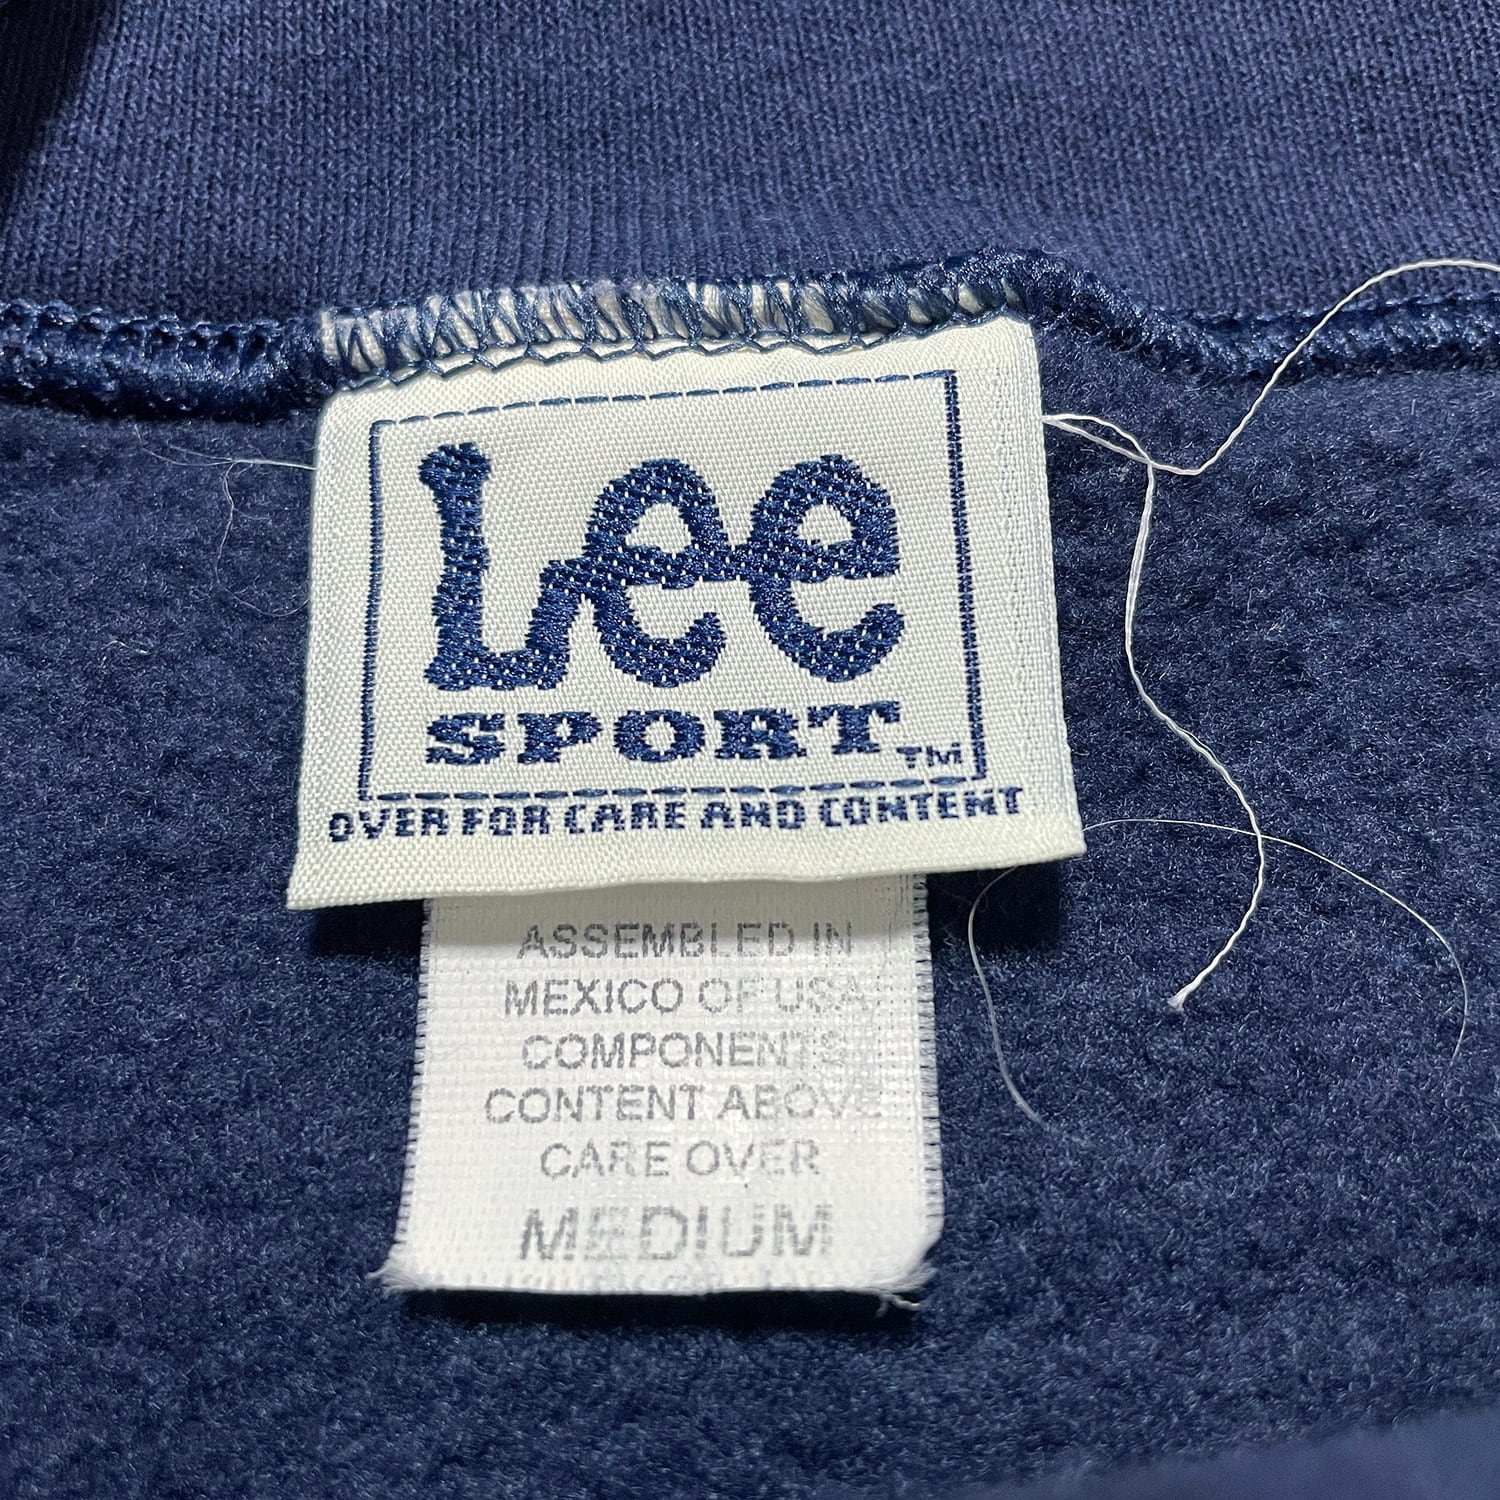 Lee
SPORT TM
OVER FOR CARE AND CONTENT
ASSEMBLED IN
MEXICO OF USA
COMPONENTS
CONTENT ABOVE
CARE OVER
MEDIUM